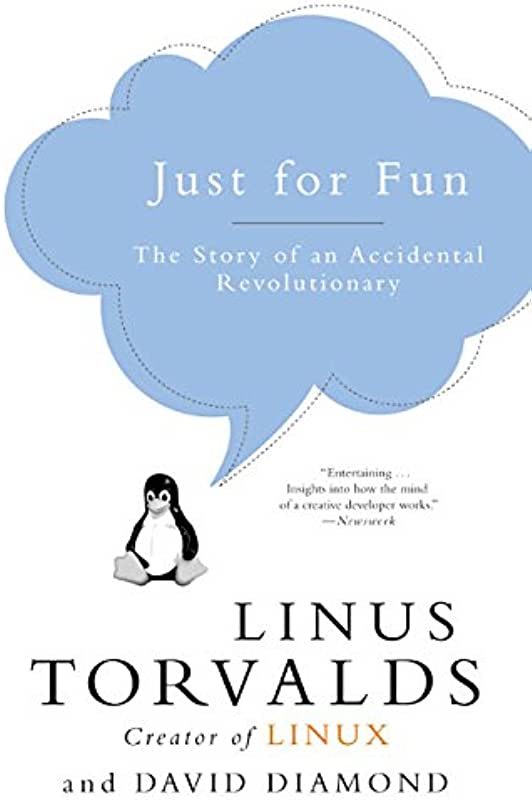 Just for Fun
The Story of an Accidental
Revolutionary
“Entertaining . . .
Insights into how the mind
of a creative developer works.”
—Newsweek
LINUS
TORVALDS
Creator of LINUX
and DAVID DIAMOND